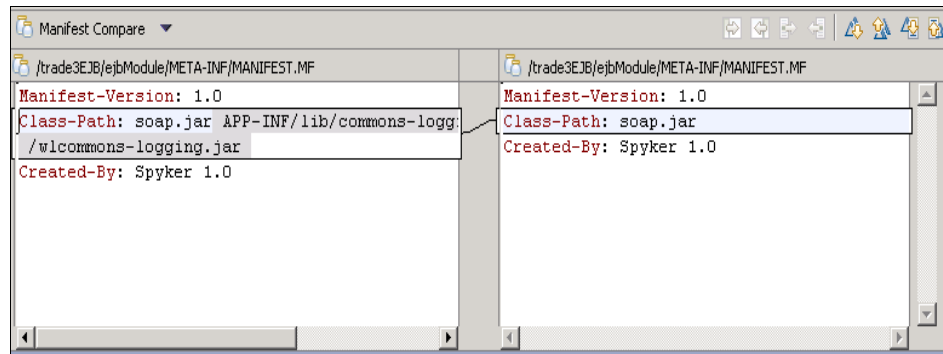 Manifest Compare
/trade3EJB/ejbModule/META-INF/MANIFEST.MF
Manifest-Version: 1.0
Class-Path: soap.jar APP-INF/lib/commons-logg
/wlcommons-logging.jar
Created-By: Spyker 1.0
/trade3EJB/ejbModule/META-INF/MANIFEST.MF
Manifest-Version: 1.0
Class-Path: soap.jar
Created-By: Spyker 1.0